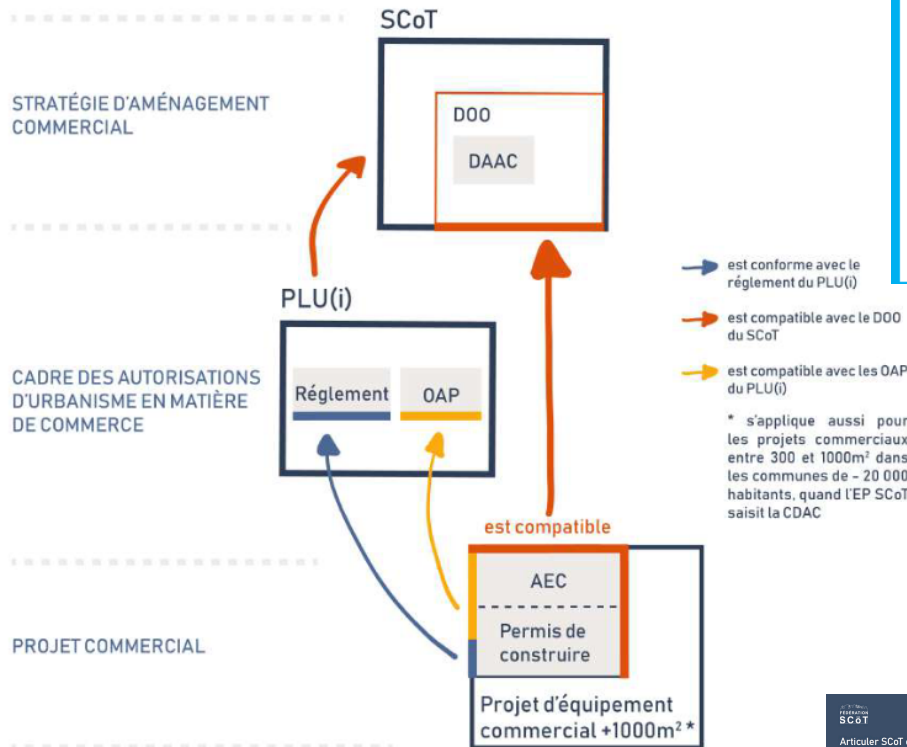 SCoT
STRATÉGIE D'AMÉNAGEMENT
COMMERCIAL
DOO
DAAC
PLU(i)
est conforme avec le
réglement du PLU(i)
est compatible avec le DOO
du SCoT
est compatible avec les OAP
du PLU(i)
* s'applique aussi pour
les projets commerciaux
entre 300 et 1000m² dans
les communes de - 20 000
habitants, quand l'EP SCoT
saisit la CDAC
CADRE DES AUTORISATIONS
D'URBANISME EN MATIÈRE
DE COMMERCE
Réglement
OAP
est compatible
AEC
Permis de
construire
PROJET COMMERCIAL
Projet d'équipement
commercial +1000m² *
FÉDÉRATION
SCOT
Articuler SCoT